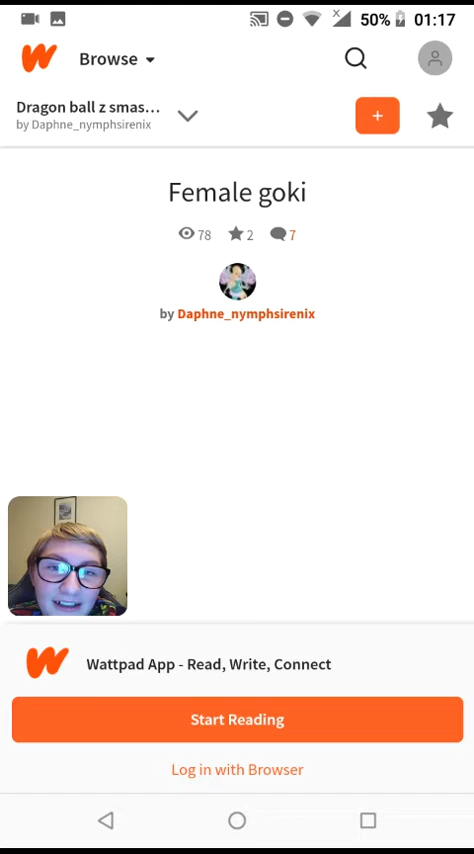 50% 01:17
Browse
Dragon ball z smas...
by Daphne_nymphsirenix
+
Female goki
78 2 7
by Daphne_nymphsirenix
Wattpad App - Read, Write, Connect
Start Reading
Log in with Browser